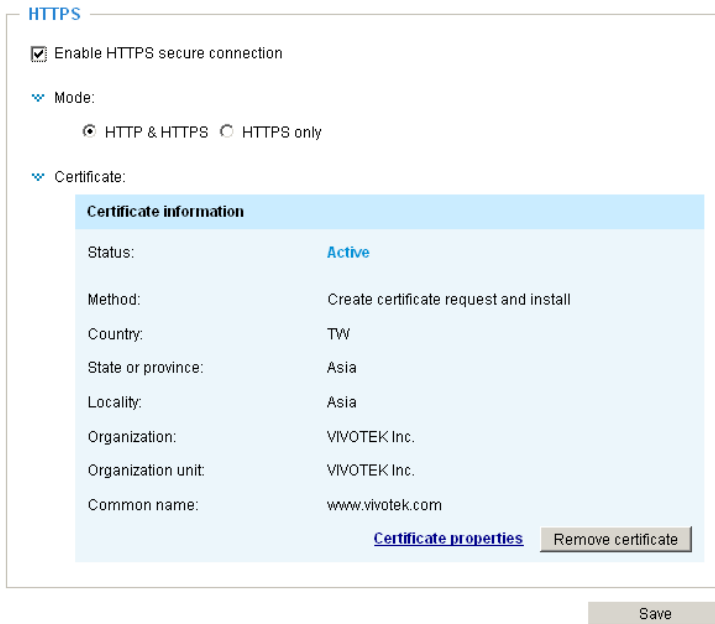 HTTPS
Enable HTTPS secure connection
Mode:
HTTP & HTTPS HTTPS only
Certificate:
Certificate information
Status: Active
Method: Create certificate request and install
Country: TW
State or province: Asia
Locality: Asia
Organization: VIVOTEK Inc.
Organization unit: VIVOTEK Inc.
Common name: www.vivotek.com
Certificate properties Remove certificate
Save